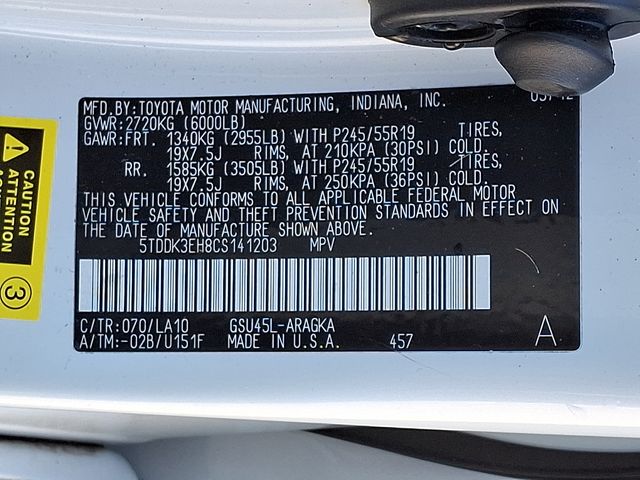 MFD.BY:TOYOTA MOTOR MANUFACTURING, INDIANA, INC.
GVWR:2720KG (6000LB)
GAWR:FRT. 1340KG (2955LB) WITH P245/55R19 TIRES,
19X7.5J RIMS, AT 210KPA (30PSI) COLD.
RR. 1585KG (3505LB) WITH P245/55R19 TIRES,
19X7.5J RIMS, AT 250KPA (36PSI) COLD.
THIS VEHICLE CONFORMS TO ALL APPLICABLE FEDERAL MOTOR
VEHICLE SAFETY AND THEFT PREVENTION STANDARDS IN EFFECT ON
THE DATE OF MANUFACTURE SHOWN ABOVE.
5TDDK3EH8CS141203 MPV
C/TR:070/LA10 GSU45L-ARAGKA
A/TM:-02B/U151F MADE IN U.S.A. 457 A
CAUTION
ATTENTION
3